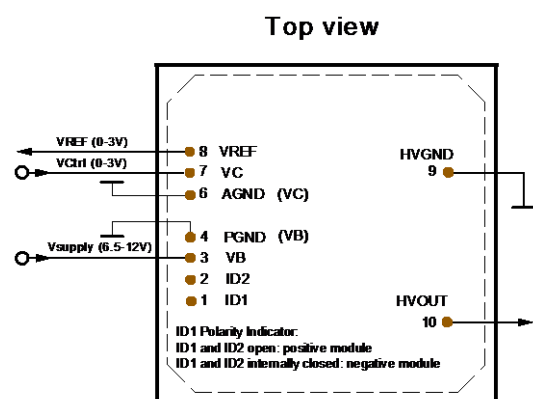 Top view
VREF (0-3V)
8 VREF
VCtrl (0-3V)
7 VC
6 AGND (VC)
HVGND
9
4 PGND (VB)
Vsupply (6.5-12V)
3 VB
2 ID2
1 ID1
HVOUT
10
ID1 Polarity Indicator:
ID1 and ID2 open: positive module
ID1 and ID2 internally closed: negative module